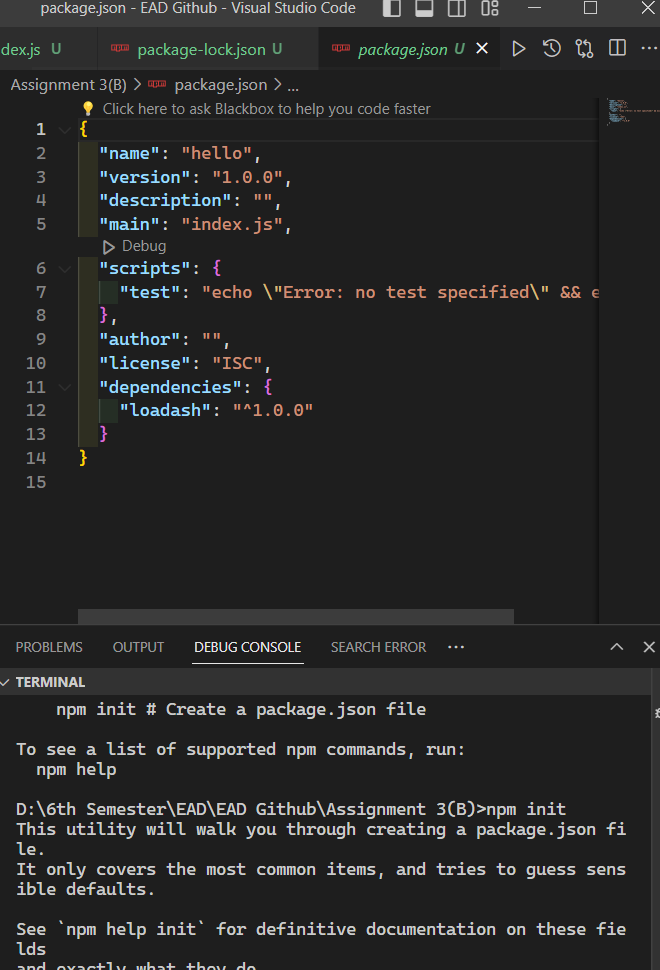 package.json - EAD Github - Visual Studio Code
dex.js U package-lock.json U package.json U
Assignment 3(B) > package.json > ...
Click here to ask Blackbox to help you code faster
1 {
2 "name": "hello",
3 "version": "1.0.0",
4 "description": "",
5 "main": "index.js",
Debug
6 "scripts": {
7 "test": "echo \"Error: no test specified\" && e
8 },
9 "author": "",
10 "license": "ISC",
11 "dependencies": {
12 "loadash": "^1.0.0"
13 }
14 }
15
PROBLEMS OUTPUT DEBUG CONSOLE SEARCH ERROR ...
TERMINAL
npm init # Create a package.json file
To see a list of supported npm commands, run:
npm help
D:\6th Semester\EAD\EAD Github\Assignment 3(B)>npm init
This utility will walk you through creating a package.json fi
le.
It only covers the most common items, and tries to guess sens
ible defaults.
See `npm help init` for definitive documentation on these fie
lds
and exactly what they do.